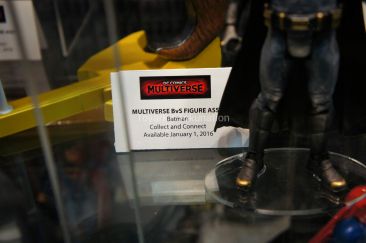 DC COMICS
MULTIVERSE
MULTIVERSE BvS FIGURE ASS
Batman
Collect and Connect
Available January 1, 2016